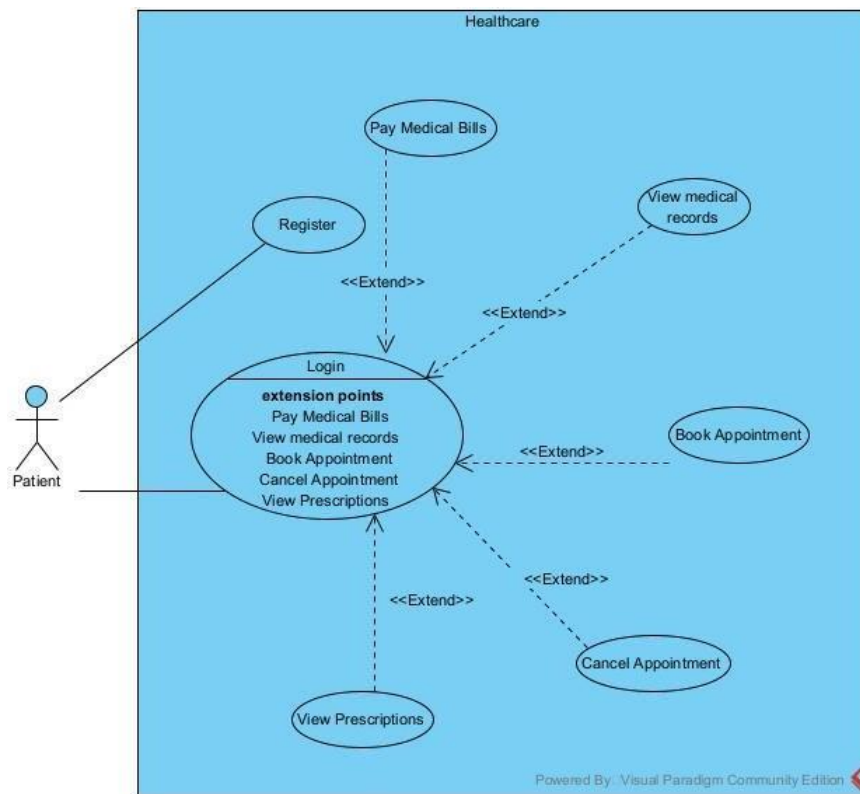 Healthcare
Pay Medical Bills
View medical
records
Register
<<Extend>>
<<Extend>>
Login
extension points
Pay Medical Bills
View medical records
Book Appointment
Cancel Appointment
View Prescriptions
Book Appointment
<<Extend>>
Patient
<<Extend>>
<<Extend>>
Cancel Appointment
View Prescriptions
Powered By: Visual Paradigm Community Edition